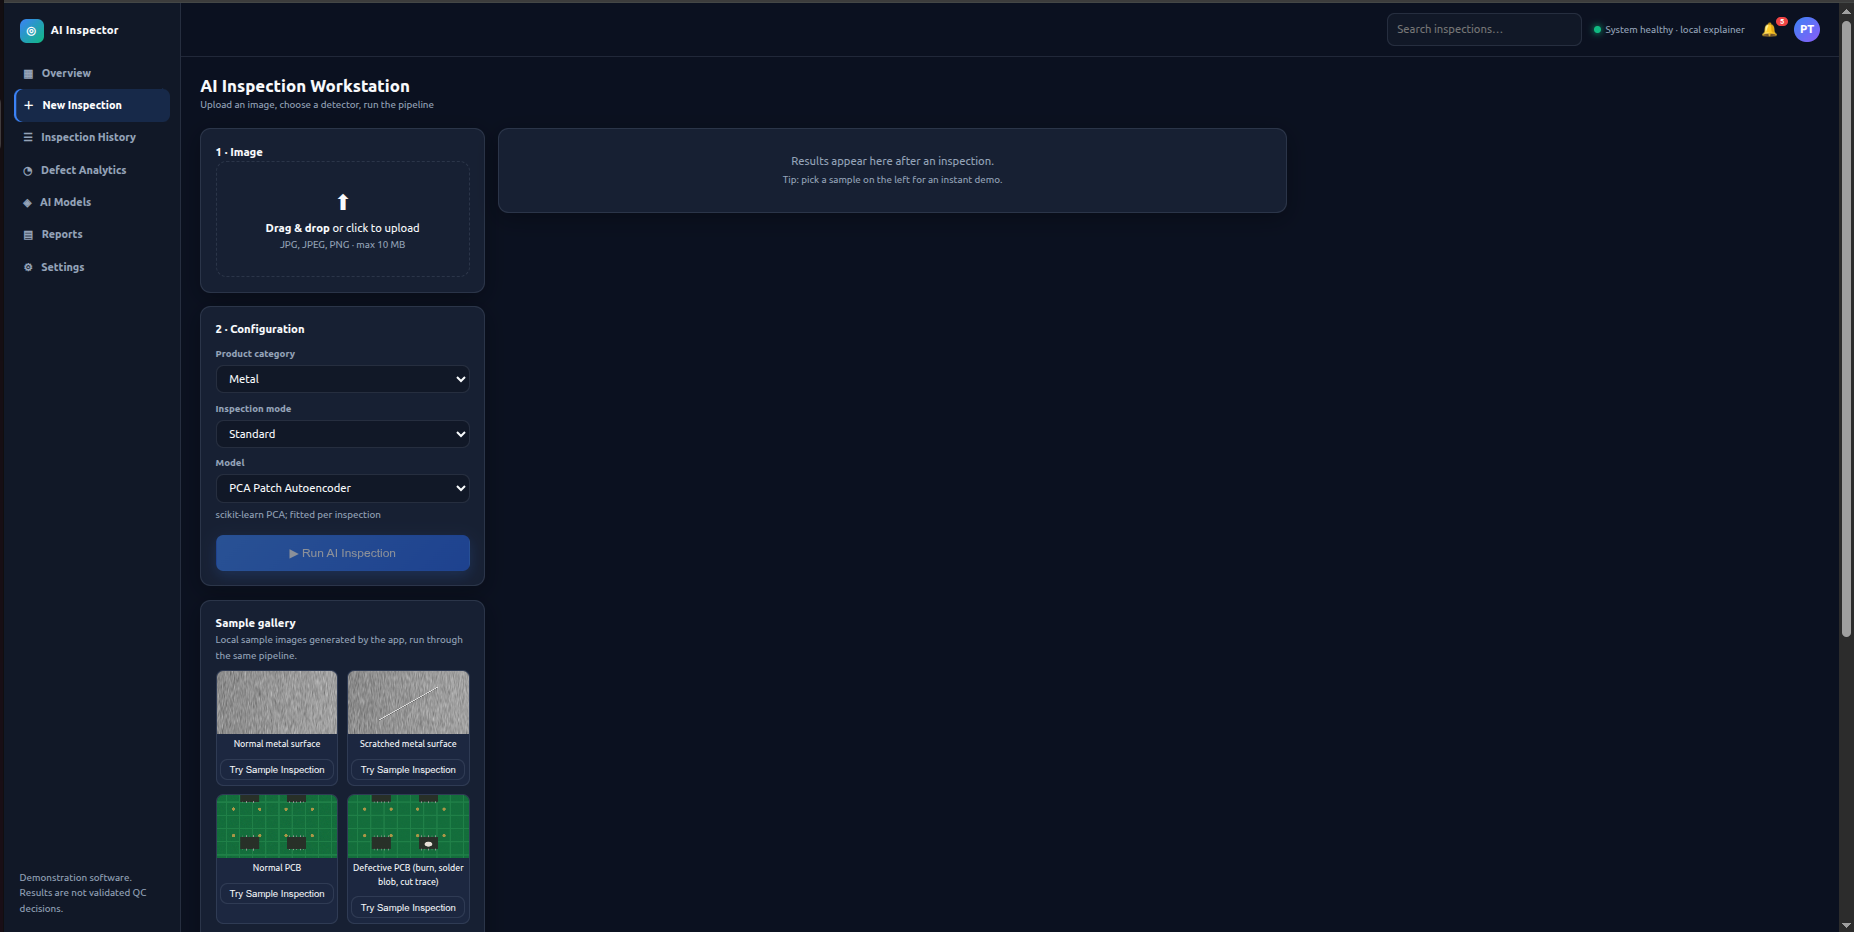 AI Inspector
Search inspections...
System healthy · local explainer
5
PT
Overview
New Inspection
Inspection History
Defect Analytics
AI Models
Reports
Settings
Demonstration software.
Results are not validated QC
decisions.
AI Inspection Workstation
Upload an image, choose a detector, run the pipeline
1 · Image
Drag & drop or click to upload
JPG, JPEG, PNG · max 10 MB
2 · Configuration
Product category
Metal
Inspection mode
Standard
Model
PCA Patch Autoencoder
scikit-learn PCA; fitted per inspection
▶ Run AI Inspection
Sample gallery
Local sample images generated by the app, run through
the same pipeline.
Normal metal surface
Try Sample Inspection
Scratched metal surface
Try Sample Inspection
Normal PCB
Try Sample Inspection
Defective PCB (burn, solder
blob, cut trace)
Try Sample Inspection
Results appear here after an inspection.
Tip: pick a sample on the left for an instant demo.